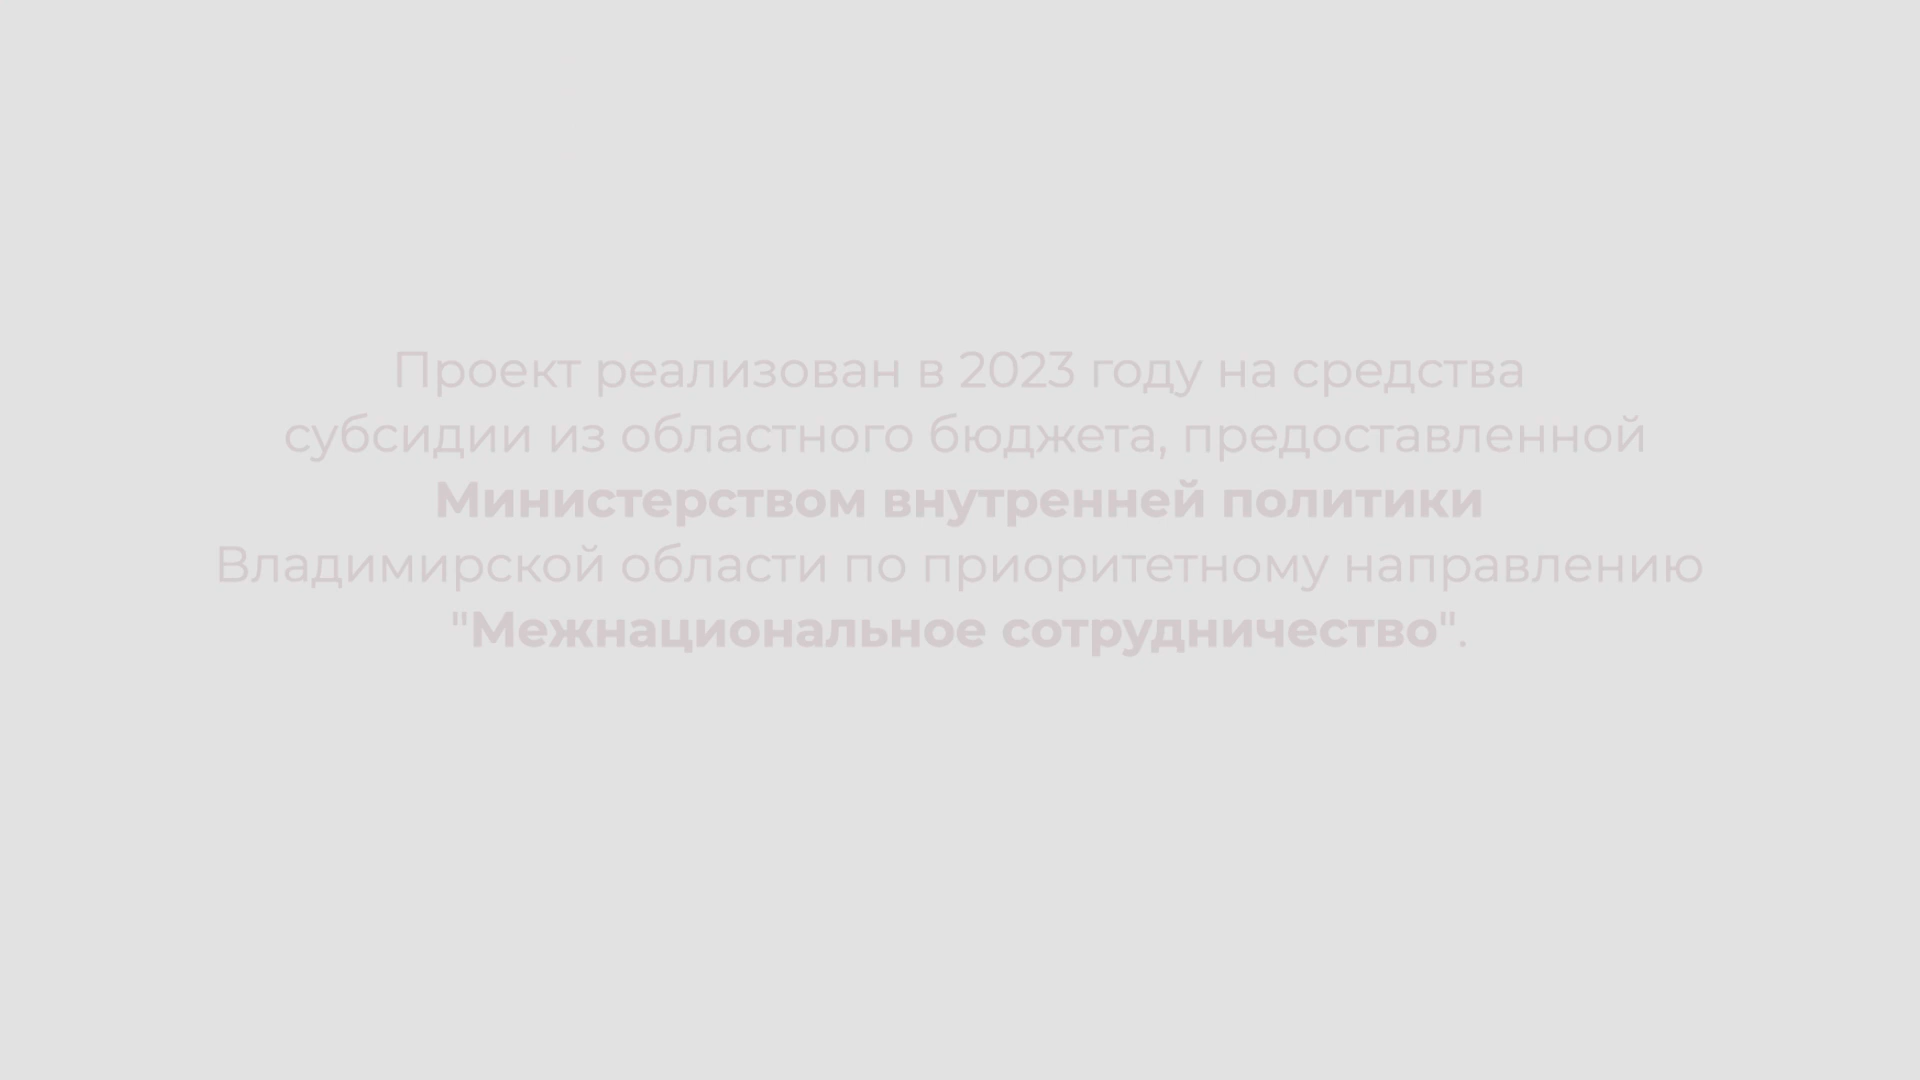 Проект реализован в 2023 году на средства
субсидии из областного бюджета, предоставленной
Министерством внутренней политики
Владимирской области по приоритетному направлению
"Межнациональное сотрудничество".